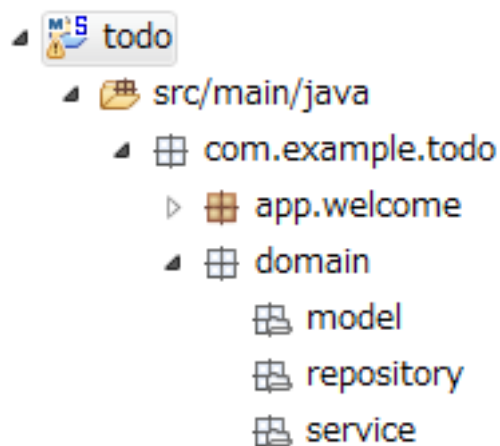 todo
src/main/java
com.example.todo
app.welcome
domain
model
repository
service